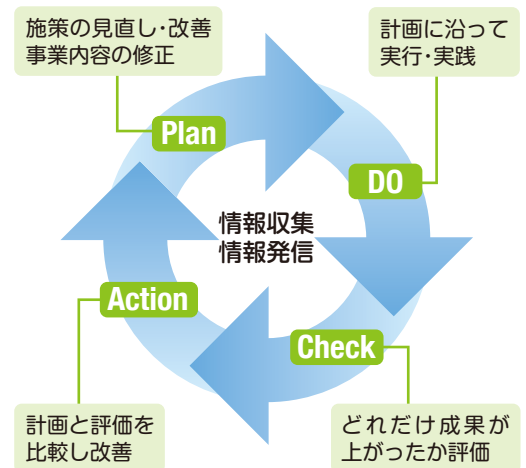 施策の見直し・改善
事業内容の修正
計画に沿って
実行・実践
Plan
DO
情報収集
情報発信
Action
Check
計画と評価を
比較し改善
どれだけ成果が
上がったか評価